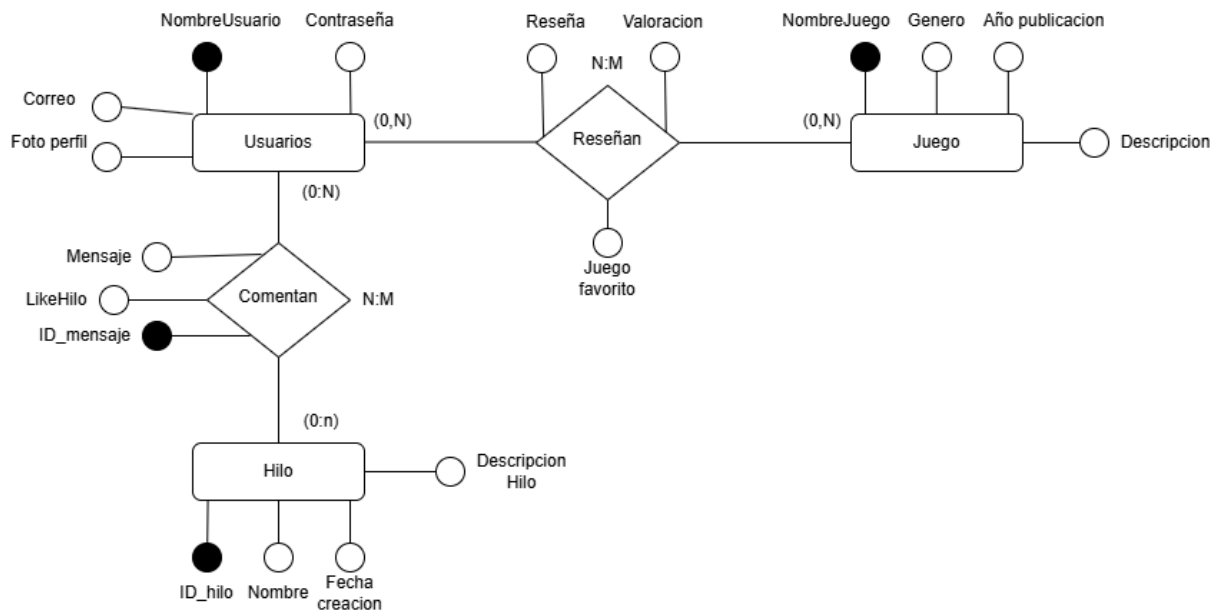 NombreUsuario
Contraseña
Reseña
Valoracion
NombreJuego
Genero
Año publicacion
N:M
Correo
(0,N)
(0,N)
Foto perfil
Usuarios
Reseñan
Juego
Descripcion
(0:N)
Mensaje
Juego
favorito
LikeHilo
Comentan
N:M
ID_mensaje
(0:n)
Hilo
Descripcion
Hilo
ID_hilo
Nombre
Fecha
creacion